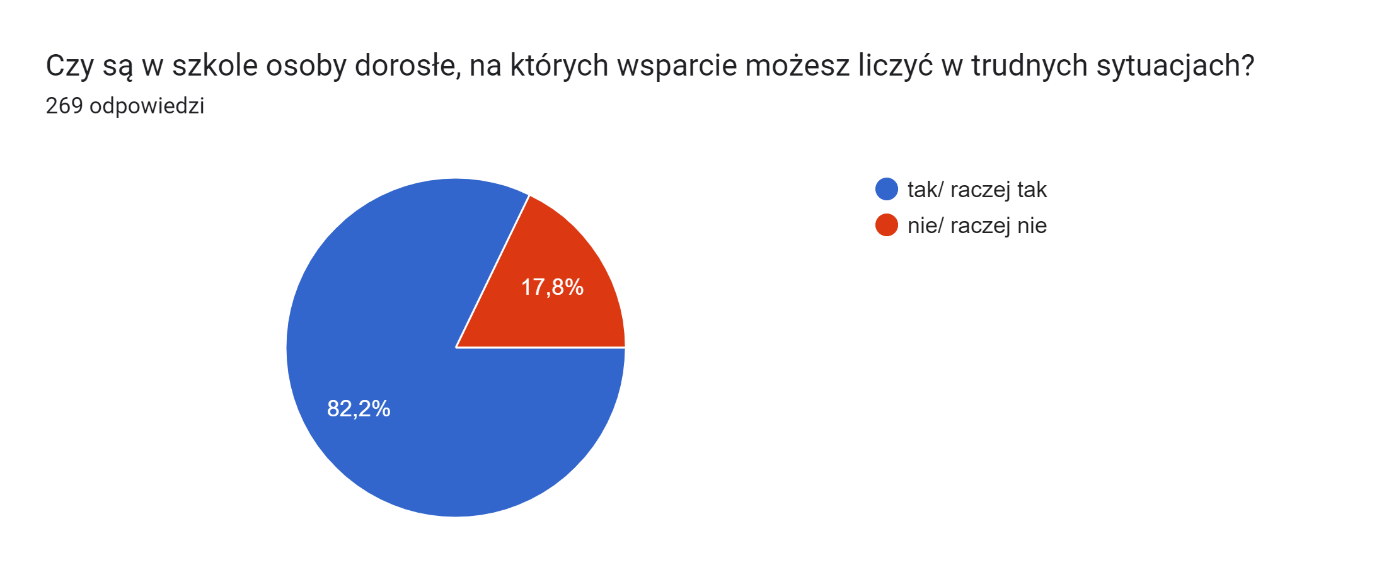 Czy są w szkole osoby dorosłe, na których wsparcie możesz liczyć w trudnych sytuacjach?
269 odpowiedzi
tak/ raczej tak
nie/ raczej nie
17,8%
82,2%